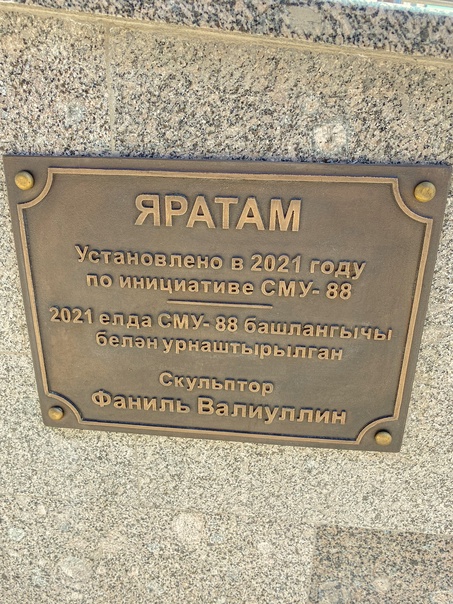 ЯРАТАМ
Установлено в 2021 году
по инициативе СМУ- 88
2021 елда СМУ- 88 башлангычы
белән урнаштырылган
Скульптор
Фаниль Валиуллин